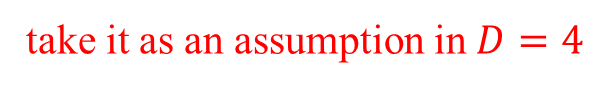 take it as an assumption in D = 4